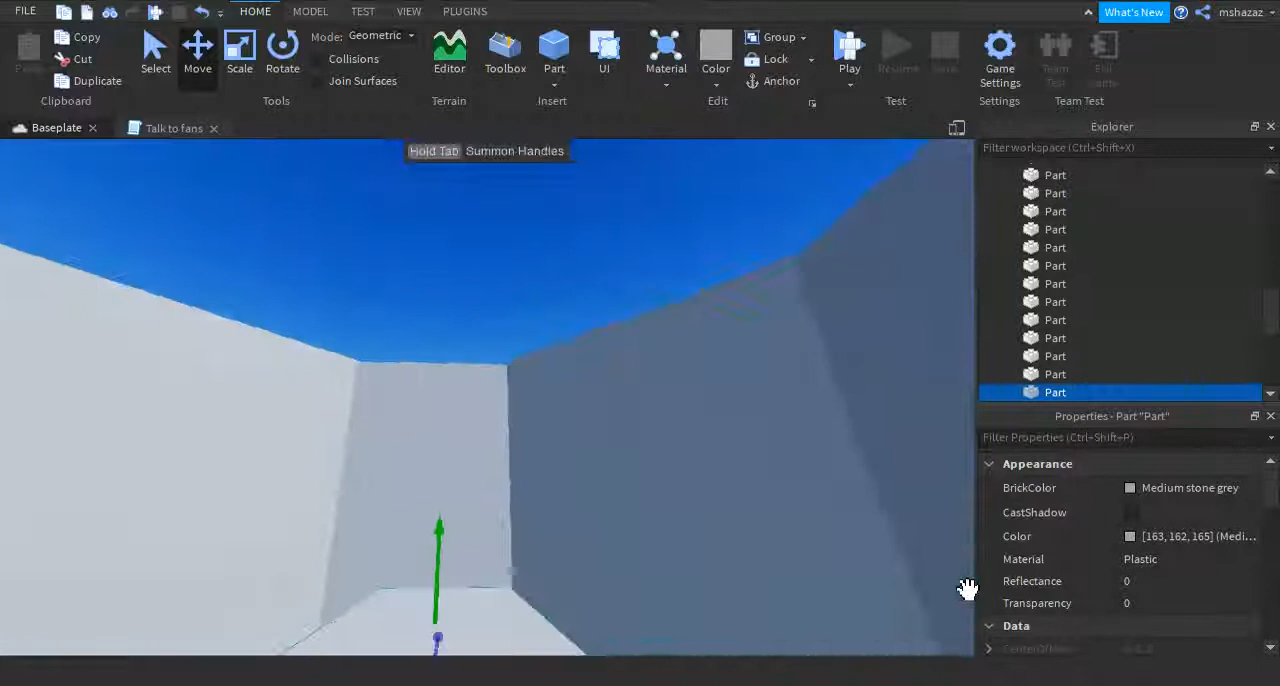 FILE HOME MODEL TEST VIEW PLUGINS What's New mshazaz
Copy Mode: Geometric Group
Cut Collisions Lock
Duplicate Join Surfaces Anchor
Select Move Scale Rotate Editor Toolbox Part UI Material Color Play Resume Game Settings Team Test
Clipboard Tools Terrain Insert Edit Test Settings Team Test
Baseplate Talk to fans Explorer
Hold Tab Summon Handles
Filter workspace (Ctrl+Shift+X)
Part
Part
Part
Part
Part
Part
Part
Part
Part
Part
Part
Part
Part
Properties - Part "Part"
Filter Properties (Ctrl+Shift+P)
Appearance
BrickColor Medium stone grey
CastShadow
Color [163, 162, 165] (Medi...
Material Plastic
Reflectance 0
Transparency 0
Data